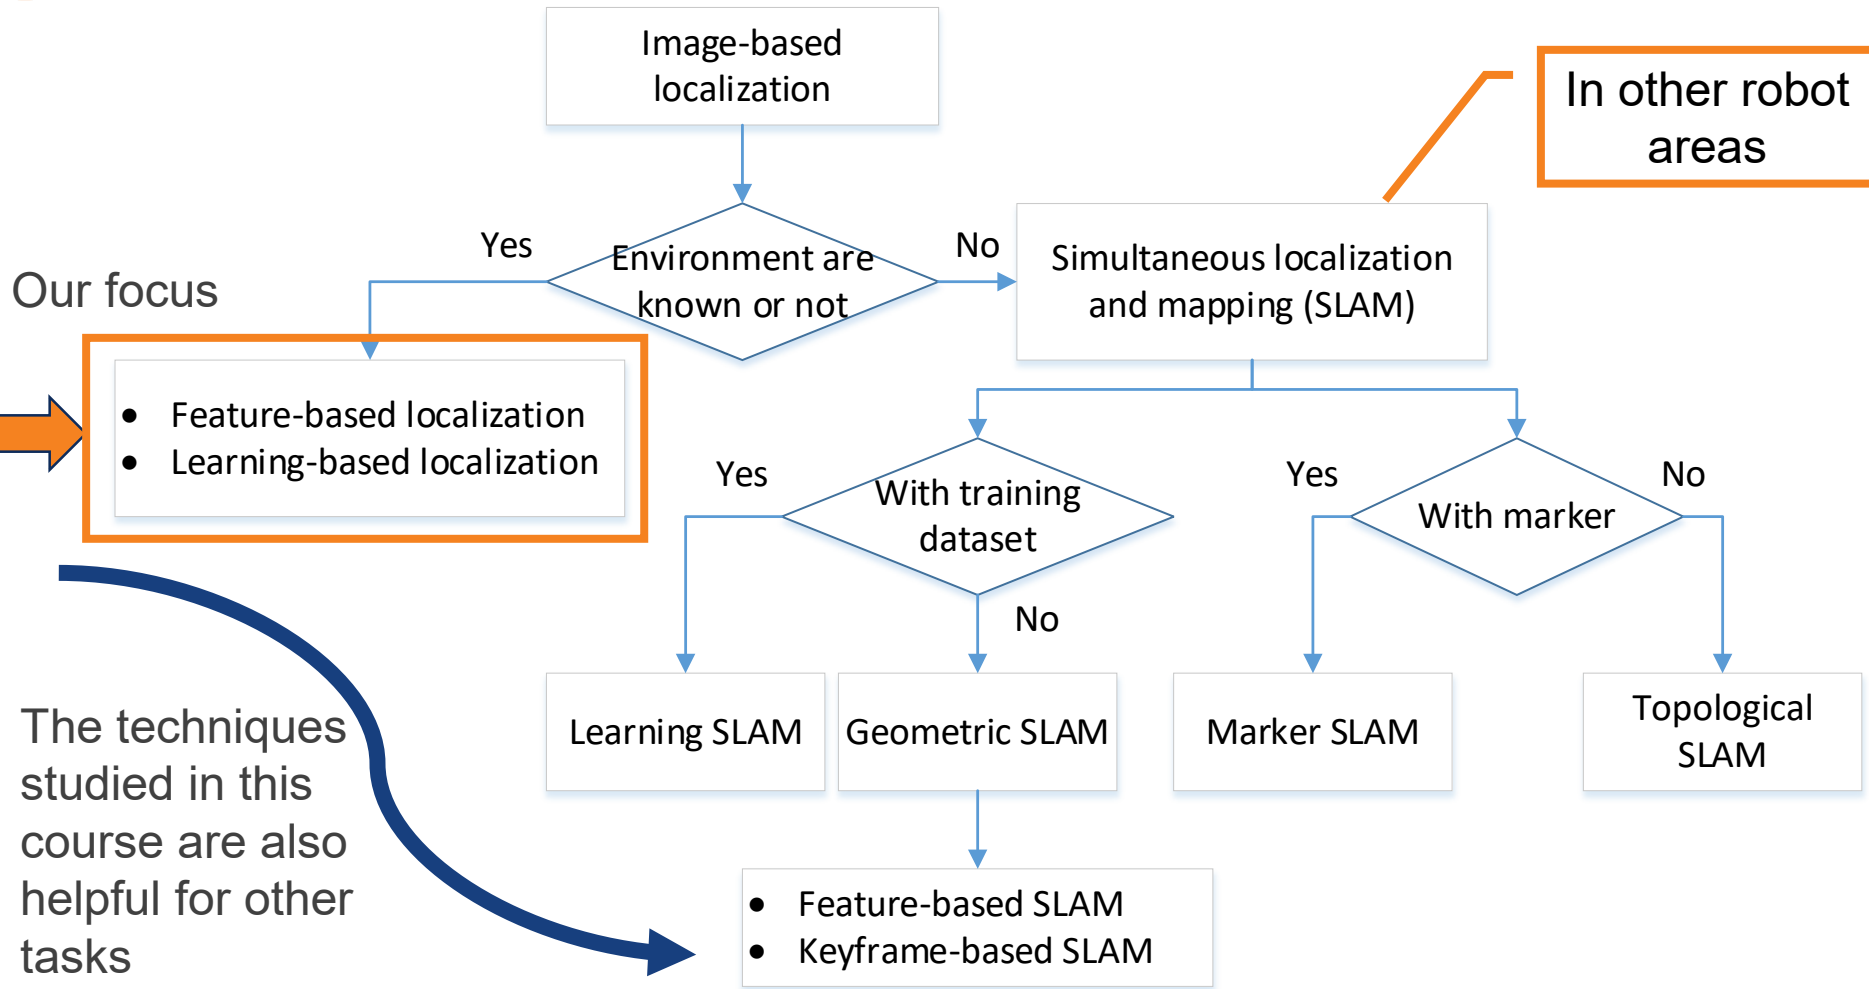 Image-based
localization
In other robot
areas
Yes
Environment are
known or not
No
Simultaneous localization
and mapping (SLAM)
Our focus
• Feature-based localization
• Learning-based localization
Yes
With training
dataset
No
Yes
With marker
No
Learning SLAM
Geometric SLAM
Marker SLAM
Topological
SLAM
The techniques
studied in this
course are also
helpful for other
tasks
• Feature-based SLAM
• Keyframe-based SLAM